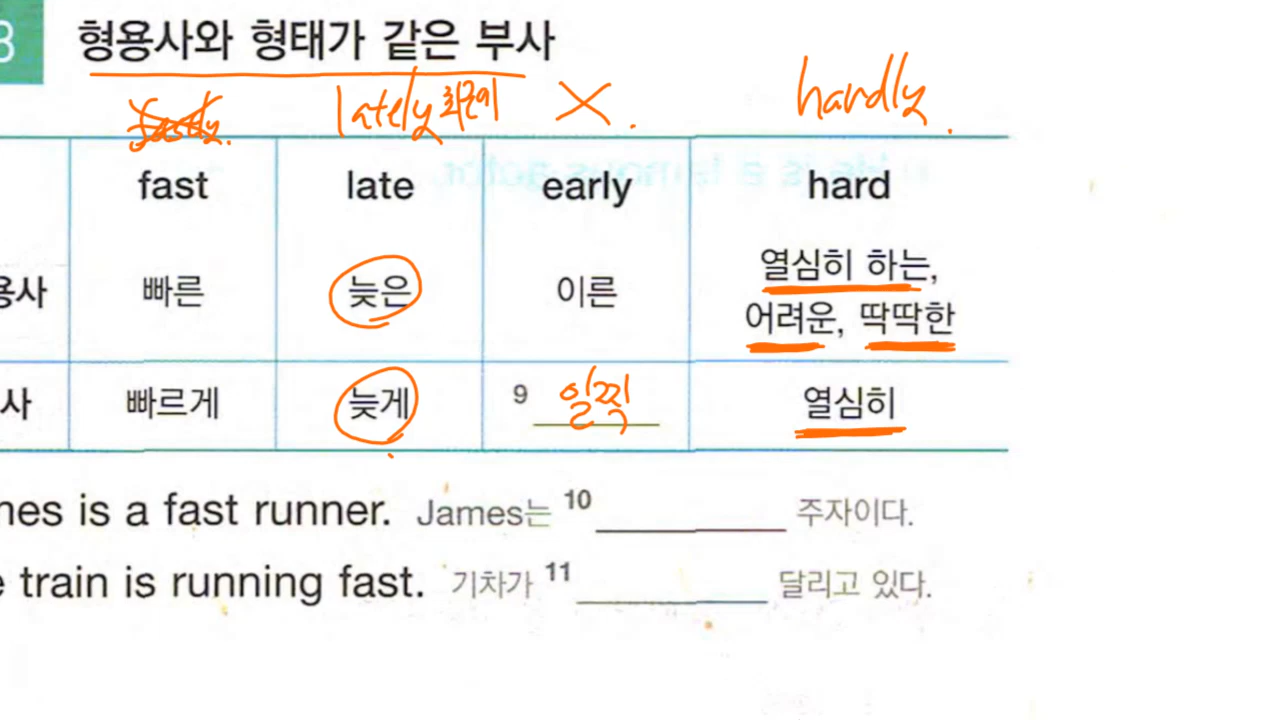 3 형용사와 형태가 같은 부사
fastly. lately 최근에 X. hardly.
fast late early hard
용사 빠른 늦은 이른 열심히 하는,
어려운, 딱딱한
사 빠르게 늦게 9 일찍 열심히
nes is a fast runner. James는 10 주자이다.
e train is running fast. 기차가 11 달리고 있다.